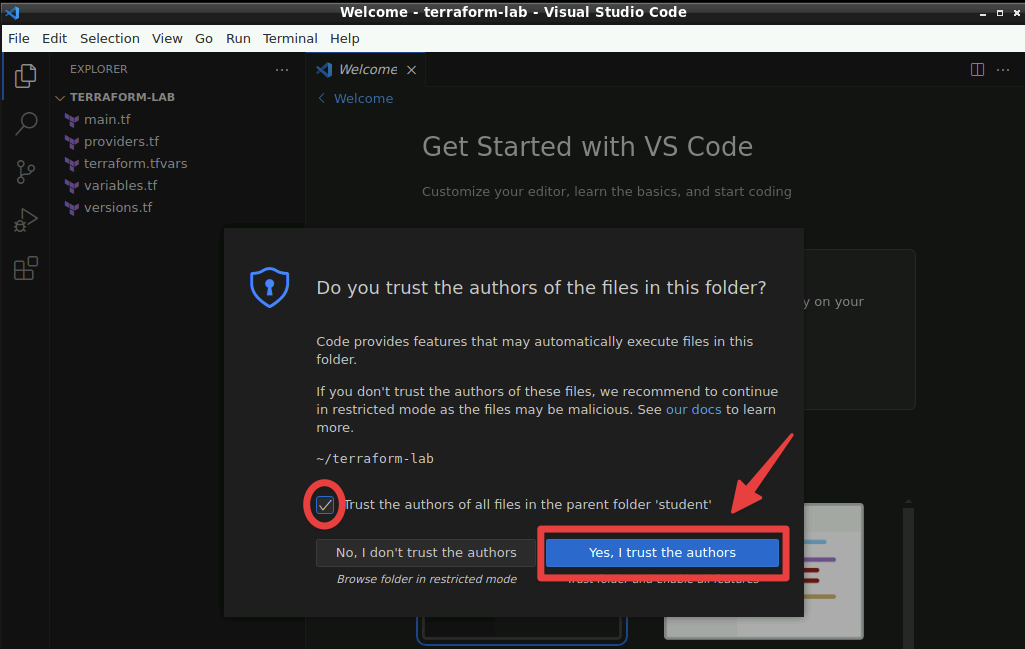 Welcome - terraform-lab - Visual Studio Code
File Edit Selection View Go Run Terminal Help
EXPLORER
Welcome
TERRAFORM-LAB
Welcome
main.tf
providers.tf
terraform.tfvars
variables.tf
versions.tf
Get Started with VS Code
Customize your editor, learn the basics, and start coding
y on your
Do you trust the authors of the files in this folder?
Code provides features that may automatically execute files in this
folder.
If you don't trust the authors of these files, we recommend to continue
in restricted mode as the files may be malicious. See our docs to learn
more.
~/terraform-lab
Trust the authors of all files in the parent folder 'student'
No, I don't trust the authors
Yes, I trust the authors
Browse folder in restricted mode
Trust folder and enable all features